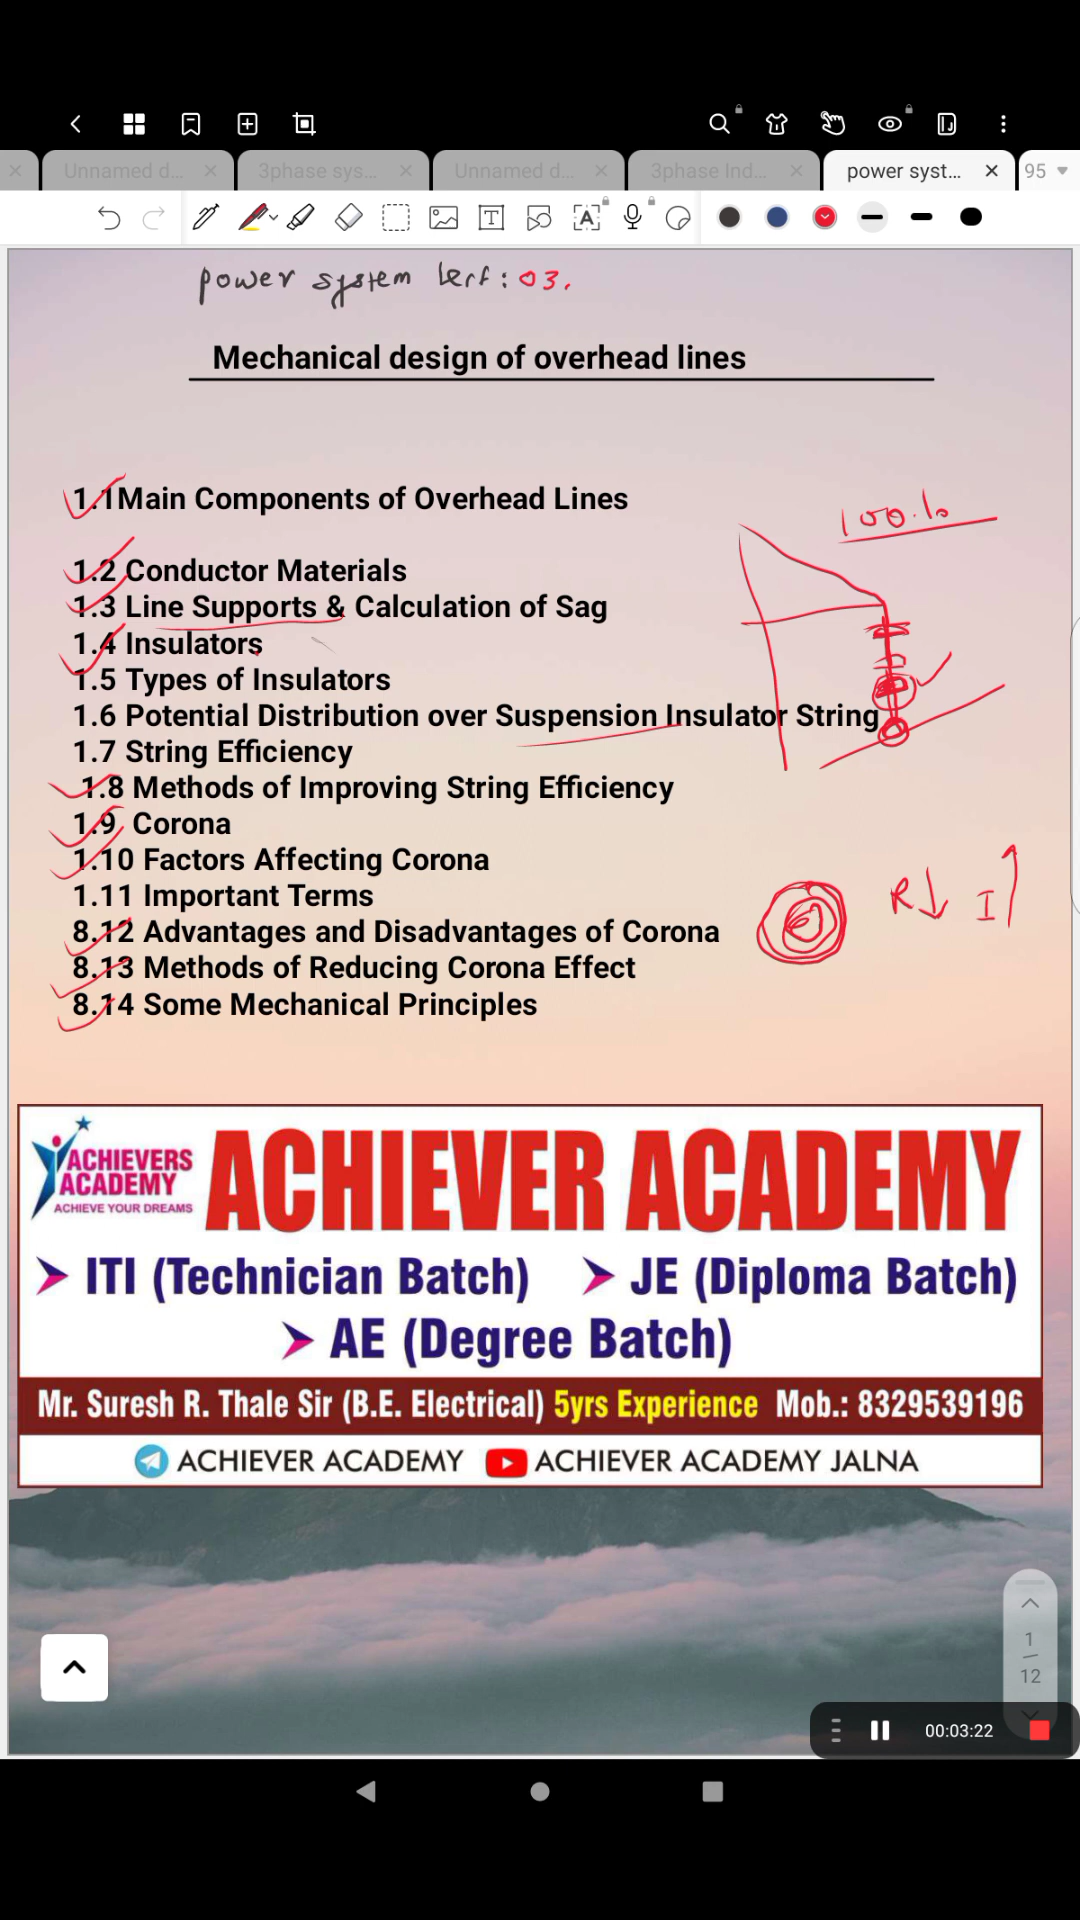 Unnamed d...
3phase sys...
Unnamed d...
3phase Ind...
power syst...
95
power system lect: 03.
Mechanical design of overhead lines
1.1Main Components of Overhead Lines
100.%
1.2 Conductor Materials
1.3 Line Supports & Calculation of Sag
1.4 Insulators
1.5 Types of Insulators
1.6 Potential Distribution over Suspension Insulator String
1.7 String Efficiency
1.8 Methods of Improving String Efficiency
1.9 Corona
1.10 Factors Affecting Corona
R↓ I↑
1.11 Important Terms
8.12 Advantages and Disadvantages of Corona
8.13 Methods of Reducing Corona Effect
8.14 Some Mechanical Principles
ACHIEVERS
ACADEMY
ACHIEVE YOUR DREAMS
ACHIEVER ACADEMY
ITI (Technician Batch)
JE (Diploma Batch)
AE (Degree Batch)
Mr. Suresh R. Thale Sir (B.E. Electrical) 5yrs Experience Mob.: 8329539196
ACHIEVER ACADEMY
ACHIEVER ACADEMY JALNA
1
12
00:03:22